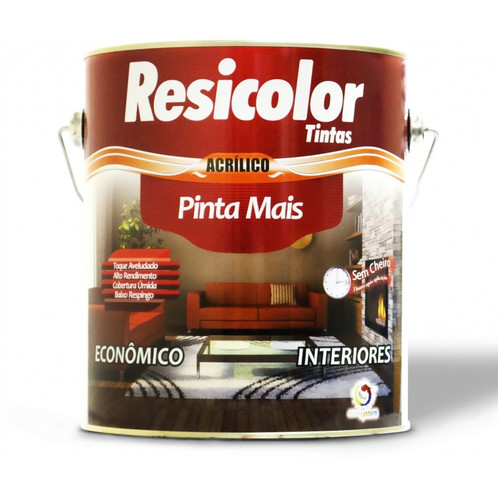 Resicolor
Tintas
ACRÍLICO
Pinta Mais
Toque Aveludado
Alto Rendimento
Cobertura Úmida
Baixo Respingo
Sem Cheiro
ECONÔMICO
INTERIORES